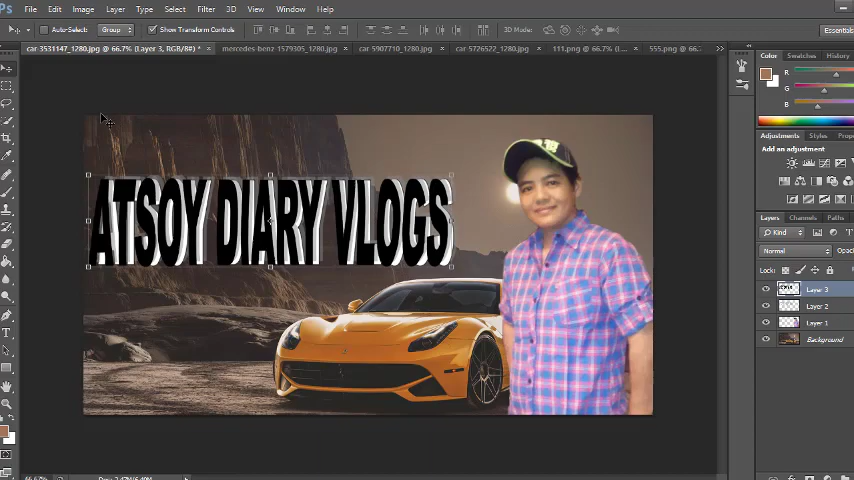 Ps File Edit Image Layer Type Select Filter 3D View Window Help
Auto-Select: Group Show Transform Controls 3D Mode: Essentials
car-3531147_1280.jpg @ 66.7% (Layer 3, RGB/8#) * × mercedes-benz-1579305_1280.jpg × car-5907710_1280.jpg × car-5726522_1280.jpg × 111.png @ 66.7% (L... × 555.png @ 66.
Color Swatches History
R
G
B
Adjustments Styles
Add an adjustment
ATSOY DIARY VLOGS
Layers Channels Paths
Kind
Normal
Lock:
Layer 3
Layer 2
Layer 1
Background